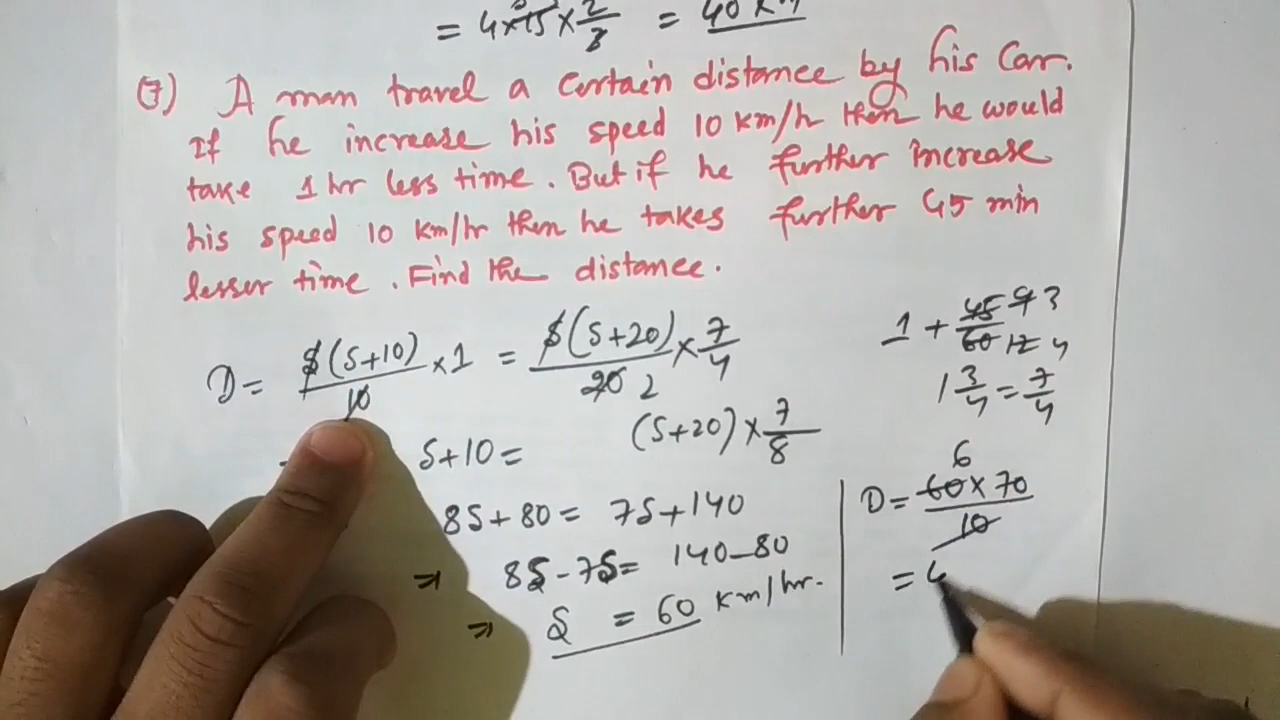 = 4×15×2/3 = 40 km
(7) A man travel a certain distance by his Car.
If he increase his speed 10 km/h then he would
take 1 hr less time. But if he further increase
his speed 10 km/hr then he takes further 45 min
lesser time. Find the distance.
D = S(S+10)/10 ×1 = S(S+20)/20 2 × 7/4
1 + 45/60 9/12 3/4
1 3/4 = 7/4
S+10 = (S+20) × 7/8
8S + 80 = 7S + 140
⇒ 8S - 7S = 140 - 80
⇒ S = 60 km/hr.
6
D = 60 × 70/10
= 4